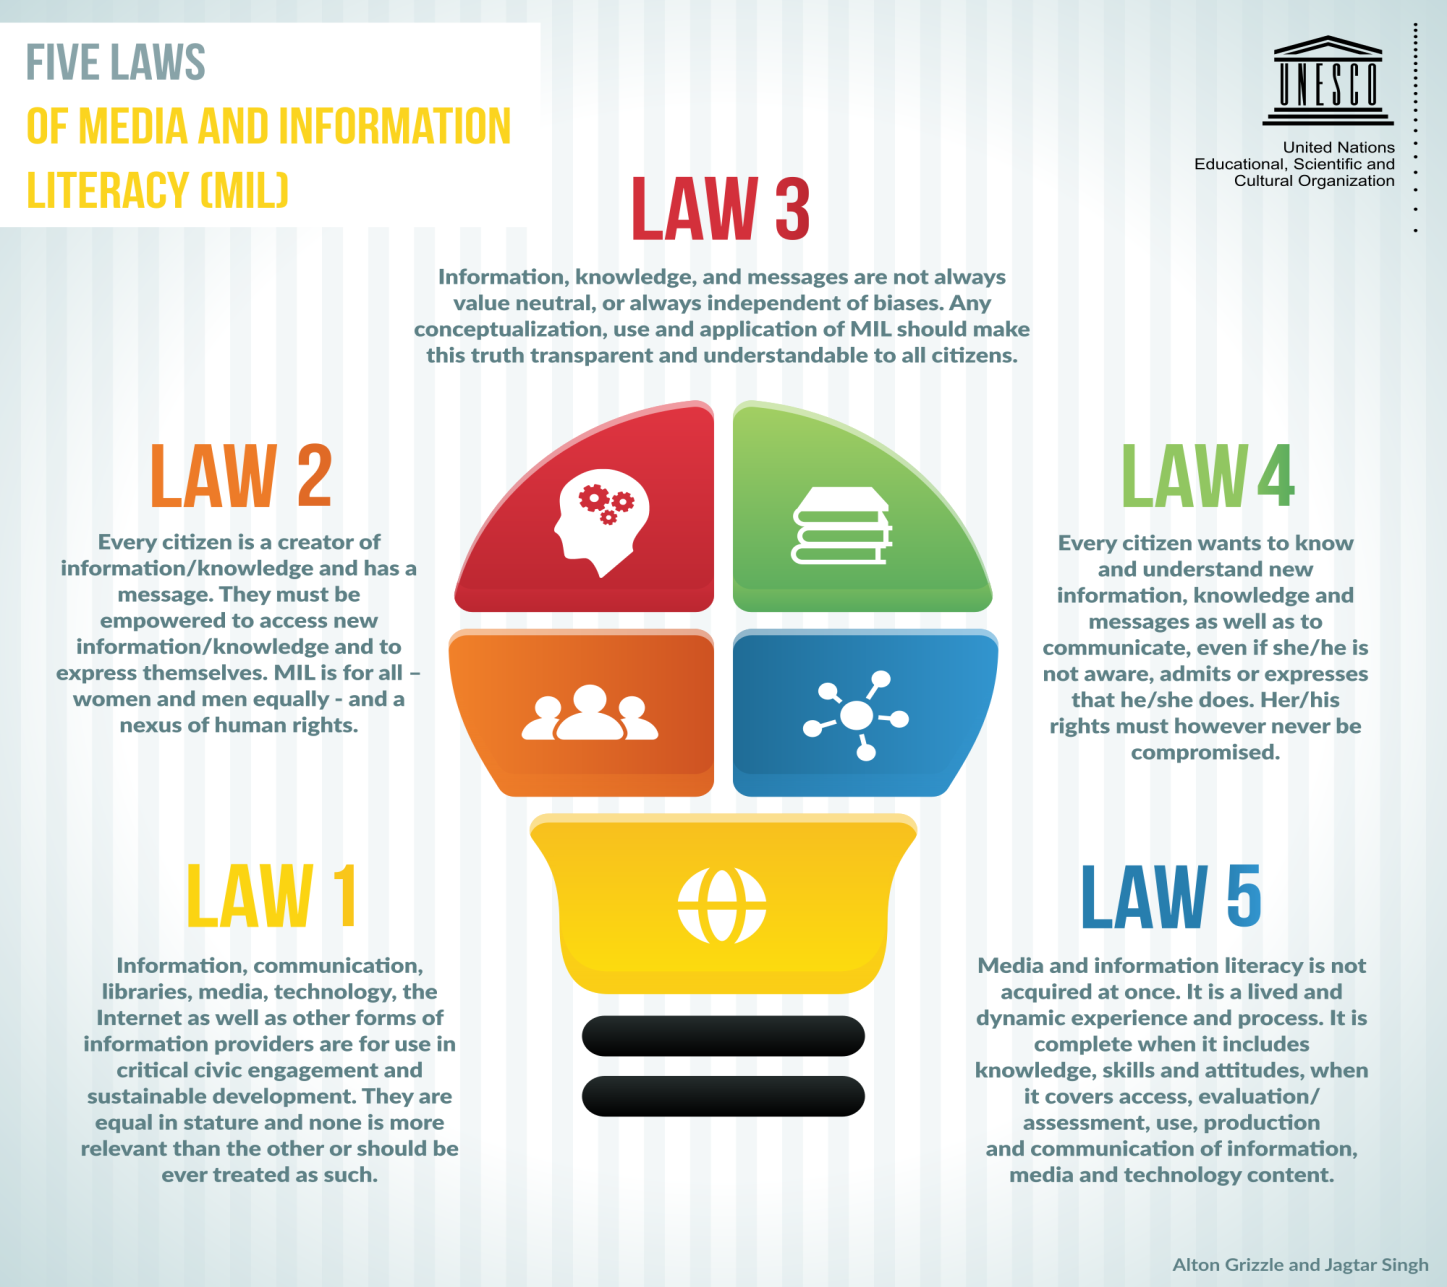 FIVE LAWS
OF MEDIA AND INFORMATION
LITERACY (MIL)
UNESCO
United Nations
Educational, Scientific and
Cultural Organization
LAW 3
Information, knowledge, and messages are not always
value neutral, or always independent of biases. Any
conceptualization, use and application of MIL should make
this truth transparent and understandable to all citizens.
LAW 2
Every citizen is a creator of
information/knowledge and has a
message. They must be
empowered to access new
information/knowledge and to
express themselves. MIL is for all –
women and men equally - and a
nexus of human rights.
LAW 4
Every citizen wants to know
and understand new
information, knowledge and
messages as well as to
communicate, even if she/he is
not aware, admits or expresses
that he/she does. Her/his
rights must however never be
compromised.
LAW 1
Information, communication,
libraries, media, technology, the
Internet as well as other forms of
information providers are for use in
critical civic engagement and
sustainable development. They are
equal in stature and none is more
relevant than the other or should be
ever treated as such.
LAW 5
Media and information literacy is not
acquired at once. It is a lived and
dynamic experience and process. It is
complete when it includes
knowledge, skills and attitudes, when
it covers access, evaluation/
assessment, use, production
and communication of information,
media and technology content.
Alton Grizzle and Jagtar Singh